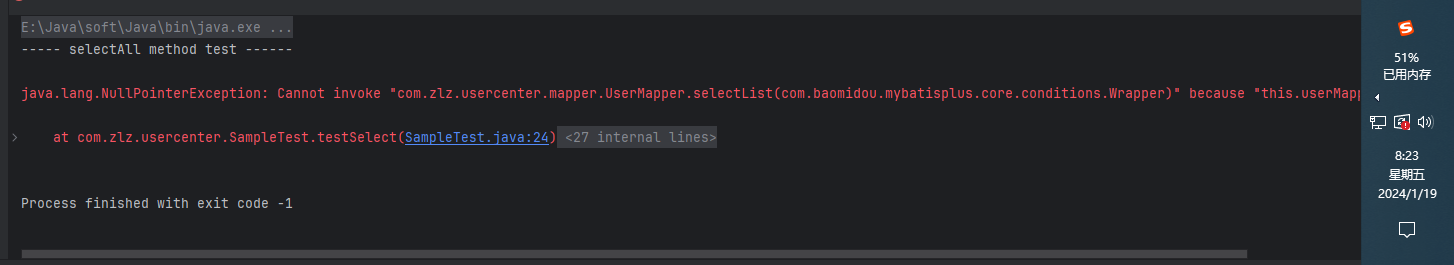 E:\Java\soft\Java\bin\java.exe ...
----- selectAll method test ------
java.lang.NullPointerException: Cannot invoke "com.zlz.usercenter.mapper.UserMapper.selectList(com.baomidou.mybatisplus.core.conditions.Wrapper)" because "this.userMapp
at com.zlz.usercenter.SampleTest.testSelect(SampleTest.java:24) <27 internal lines>
Process finished with exit code -1
S
51%
已用内存
8:23
星期五
2024/1/19